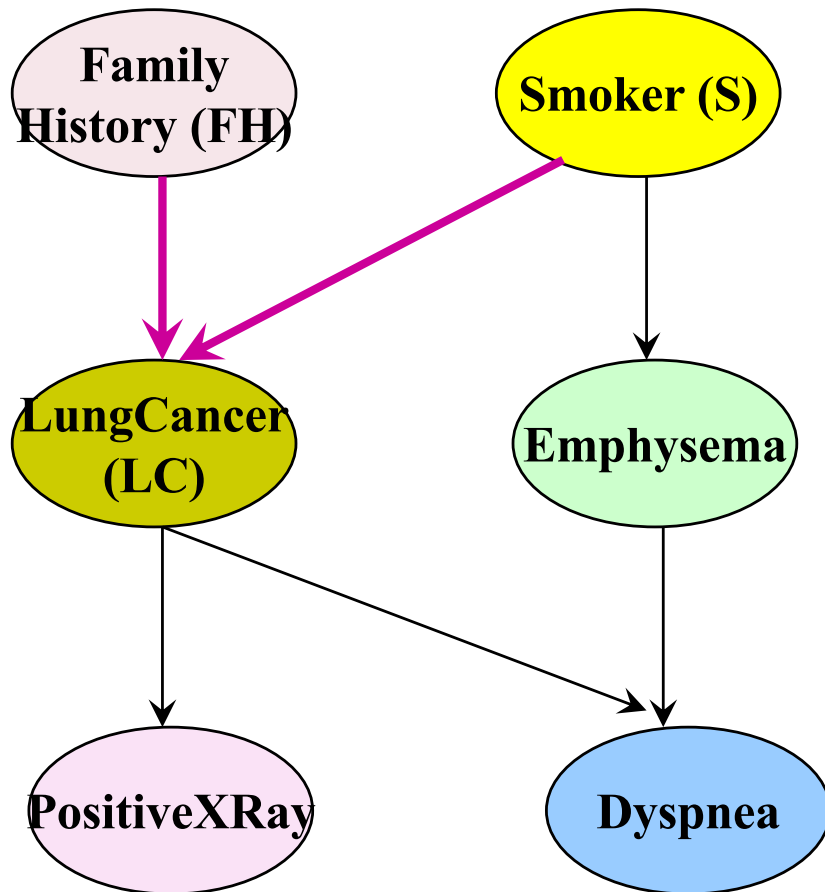 Family
History (FH)
Smoker (S)
LungCancer
(LC)
Emphysema
PositiveXRay
Dyspnea